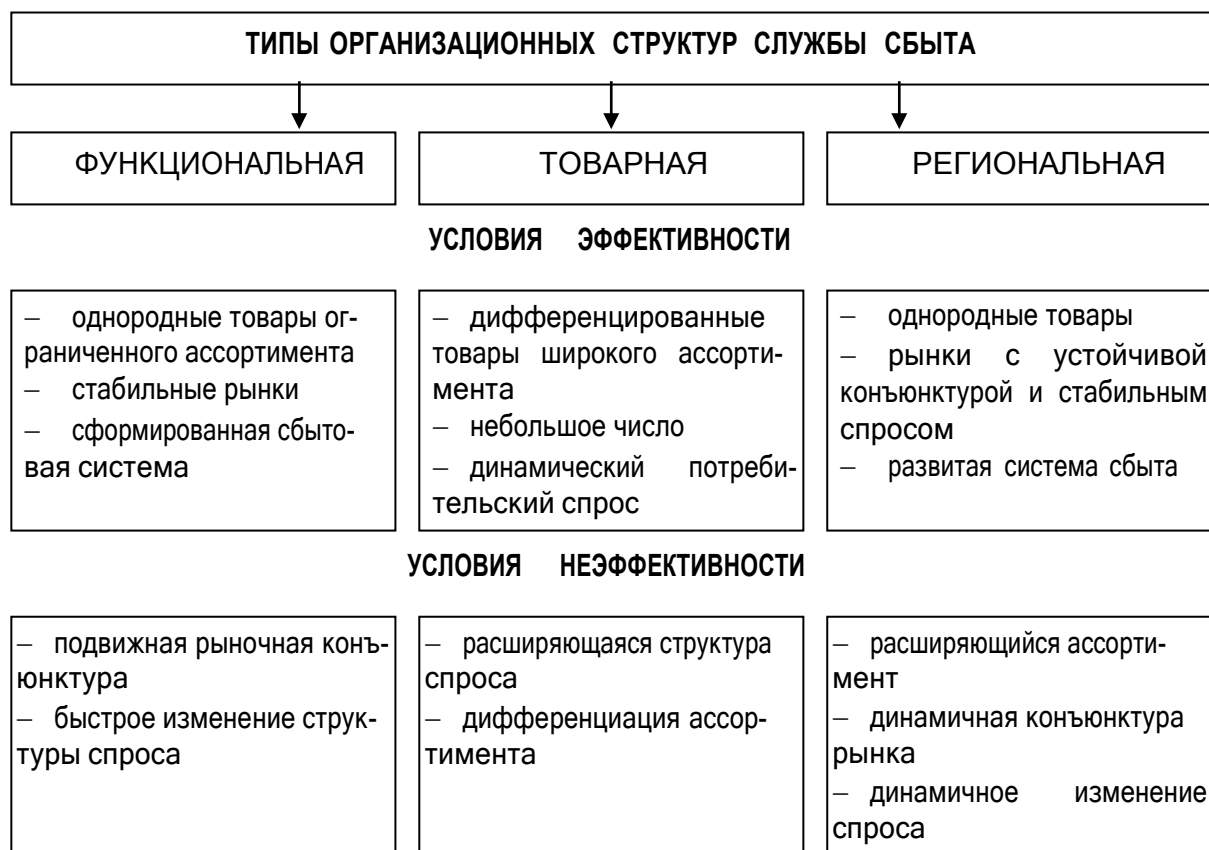 ТИПЫ ОРГАНИЗАЦИОННЫХ СТРУКТУР СЛУЖБЫ СБЫТА
ФУНКЦИОНАЛЬНАЯ
ТОВАРНАЯ
РЕГИОНАЛЬНАЯ
УСЛОВИЯ ЭФФЕКТИВНОСТИ
– однородные товары ог-
раниченного ассортимента
– стабильные рынки
– сформированная сбыто-
вая система
– дифференцированные
товары широкого ассорти-
мента
– небольшое число
– динамический потреби-
тельский спрос
– однородные товары
– рынки с устойчивой
конъюнктурой и стабильным
спросом
– развитая система сбыта
УСЛОВИЯ НЕЭФФЕКТИВНОСТИ
– подвижная рыночная конъ-
юнктура
– быстрое изменение струк-
туры спроса
– расширяющаяся структура
спроса
– дифференциация ассор-
тимента
– расширяющийся ассорти-
мент
– динамичная конъюнктура
рынка
– динамичное изменение
спроса